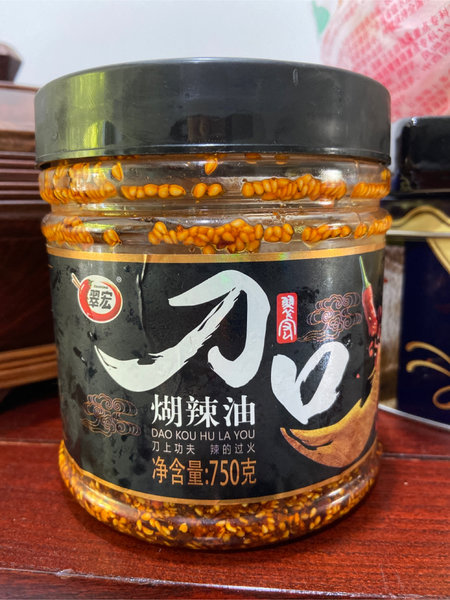 翠宏
刀口
煳辣油
DAO KOU HU LA YOU
刀上功夫 辣的过火
净含量:750克